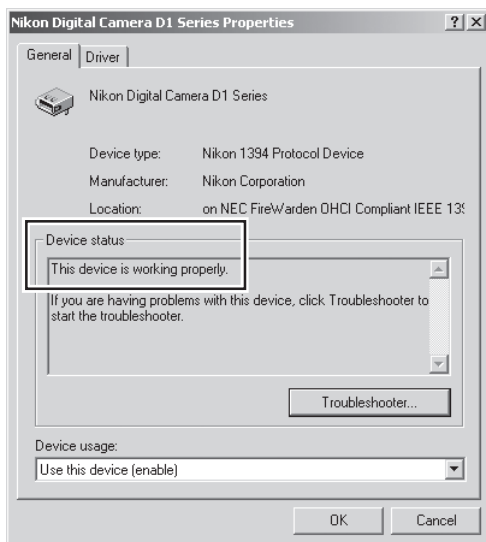 Nikon Digital Camera D1 Series Properties
General Driver
Nikon Digital Camera D1 Series
Device type: Nikon 1394 Protocol Device
Manufacturer: Nikon Corporation
Location: on NEC FireWarden OHCI Compliant IEEE 139
Device status
This device is working properly.
If you are having problems with this device, click Troubleshooter to
start the troubleshooter.
Troubleshooter...
Device usage:
Use this device (enable)
OK Cancel